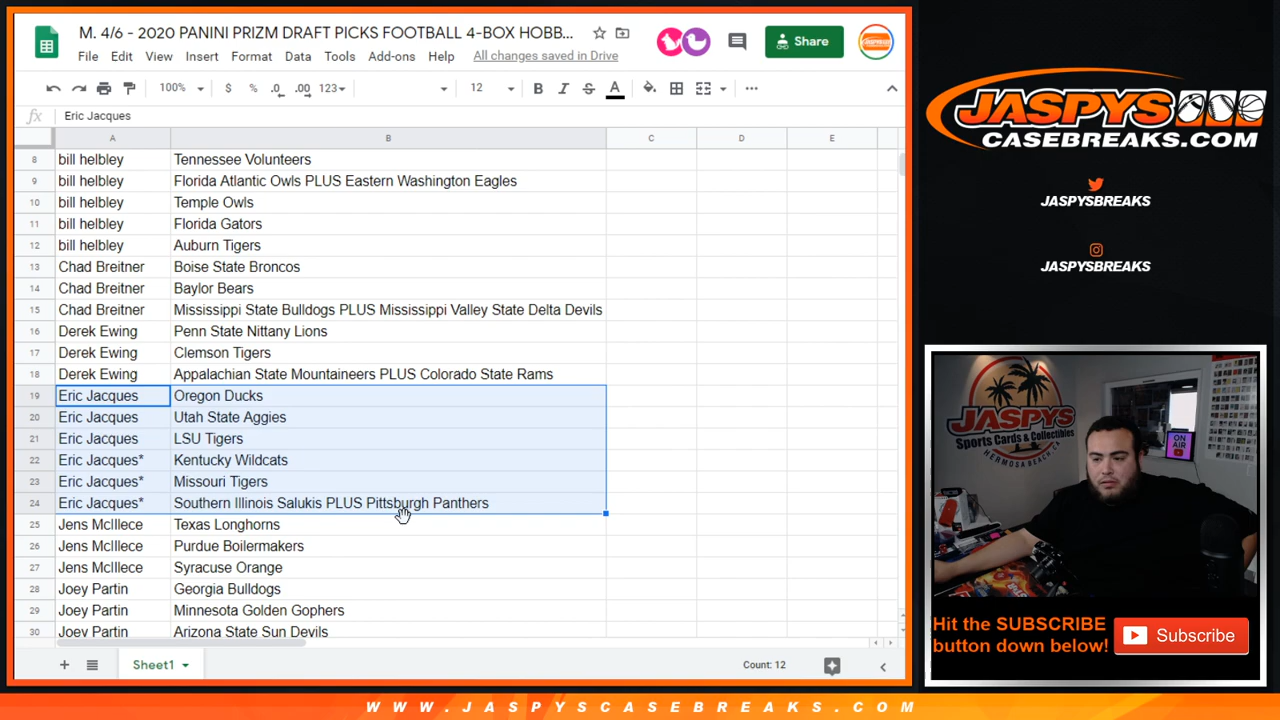 M. 4/6 - 2020 PANINI PRIZM DRAFT PICKS FOOTBALL 4-BOX HOBB...
File Edit View Insert Format Data Tools Add-ons Help All changes saved in Drive
Share
100% $ % .0 .00 123 12 B I S A
fx Eric Jacques
A B C D E
8 bill helbley Tennessee Volunteers
9 bill helbley Florida Atlantic Owls PLUS Eastern Washington Eagles
10 bill helbley Temple Owls
11 bill helbley Florida Gators
12 bill helbley Auburn Tigers
13 Chad Breitner Boise State Broncos
14 Chad Breitner Baylor Bears
15 Chad Breitner Mississippi State Bulldogs PLUS Mississippi Valley State Delta Devils
16 Derek Ewing Penn State Nittany Lions
17 Derek Ewing Clemson Tigers
18 Derek Ewing Appalachian State Mountaineers PLUS Colorado State Rams
19 Eric Jacques Oregon Ducks
20 Eric Jacques Utah State Aggies
21 Eric Jacques LSU Tigers
22 Eric Jacques* Kentucky Wildcats
23 Eric Jacques* Missouri Tigers
24 Eric Jacques* Southern Illinois Salukis PLUS Pittsburgh Panthers
25 Jens McIllece Texas Longhorns
26 Jens McIllece Purdue Boilermakers
27 Jens McIllece Syracuse Orange
28 Joey Partin Georgia Bulldogs
29 Joey Partin Minnesota Golden Gophers
30 Joey Partin Arizona State Sun Devils
Sheet1
Count: 12
JASPYS
CASEBREAKS.COM
JASPYSBREAKS
JASPYSBREAKS
JASPYS
Sports Cards & Collectibles
HERMOSA BEACH, CA
ON AIR
Hit the SUBSCRIBE
button down below!
Subscribe
WWW.JASPYSCASEBREAKS.COM